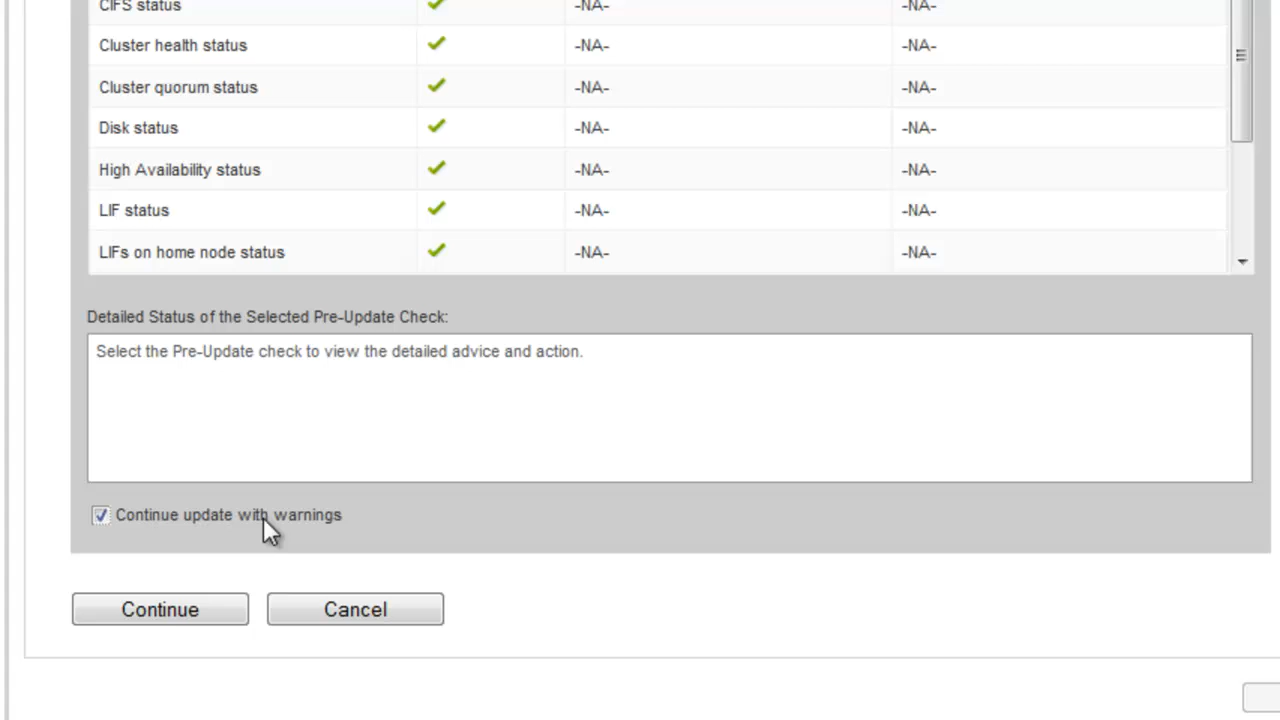 CIFS status -NA- -NA-
Cluster health status -NA- -NA-
Cluster quorum status -NA- -NA-
Disk status -NA- -NA-
High Availability status -NA- -NA-
LIF status -NA- -NA-
LIFs on home node status -NA- -NA-
Detailed Status of the Selected Pre-Update Check:
Select the Pre-Update check to view the detailed advice and action.
Continue update with warnings
Continue Cancel